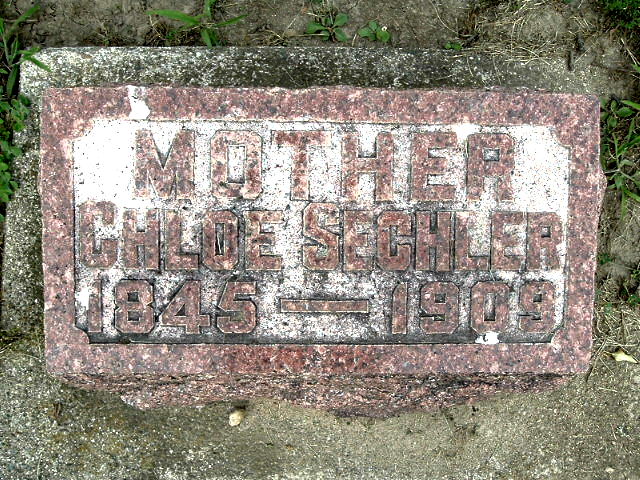 MOTHER
CHLOE SECHLER
1845 — 1909